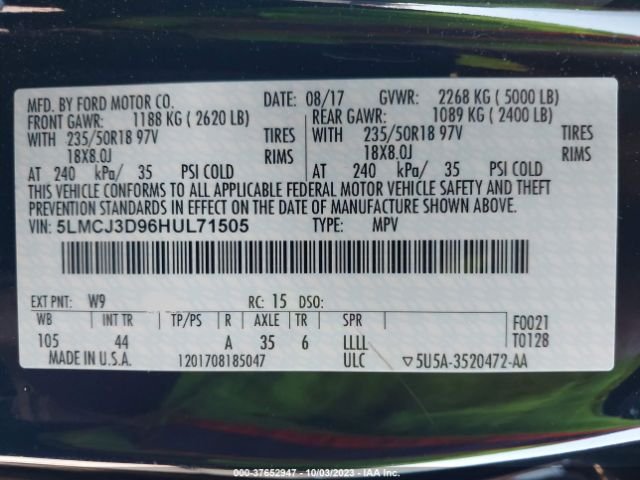 MFD. BY FORD MOTOR CO. DATE: 08/17 GVWR: 2268 KG ( 5000 LB)
FRONT GAWR: 1188 KG ( 2620 LB) REAR GAWR: 1089 KG ( 2400 LB)
WITH 235/50R18 97V TIRES WITH 235/50R18 97V TIRES
18X8.0J RIMS 18X8.0J RIMS
AT 240 kPa/ 35 PSI COLD AT 240 kPa/ 35 PSI COLD
THIS VEHICLE CONFORMS TO ALL APPLICABLE FEDERAL MOTOR VEHICLE SAFETY AND THEFT
PREVENTION STANDARDS IN EFFECT ON THE DATE OF MANUFACTURE SHOWN ABOVE.
VIN: 5LMCJ3D96HUL71505 TYPE: MPV
EXT PNT: W9 RC: 15 DSO:
WB INT TR TP/PS R AXLE TR SPR F0021
105 44 A 35 6 LLLL T0128
MADE IN U.S.A. 1201708185047 ULC ▽5U5A-3520472-AA
000-37652947 - 10/03/2023 - IAA Inc.